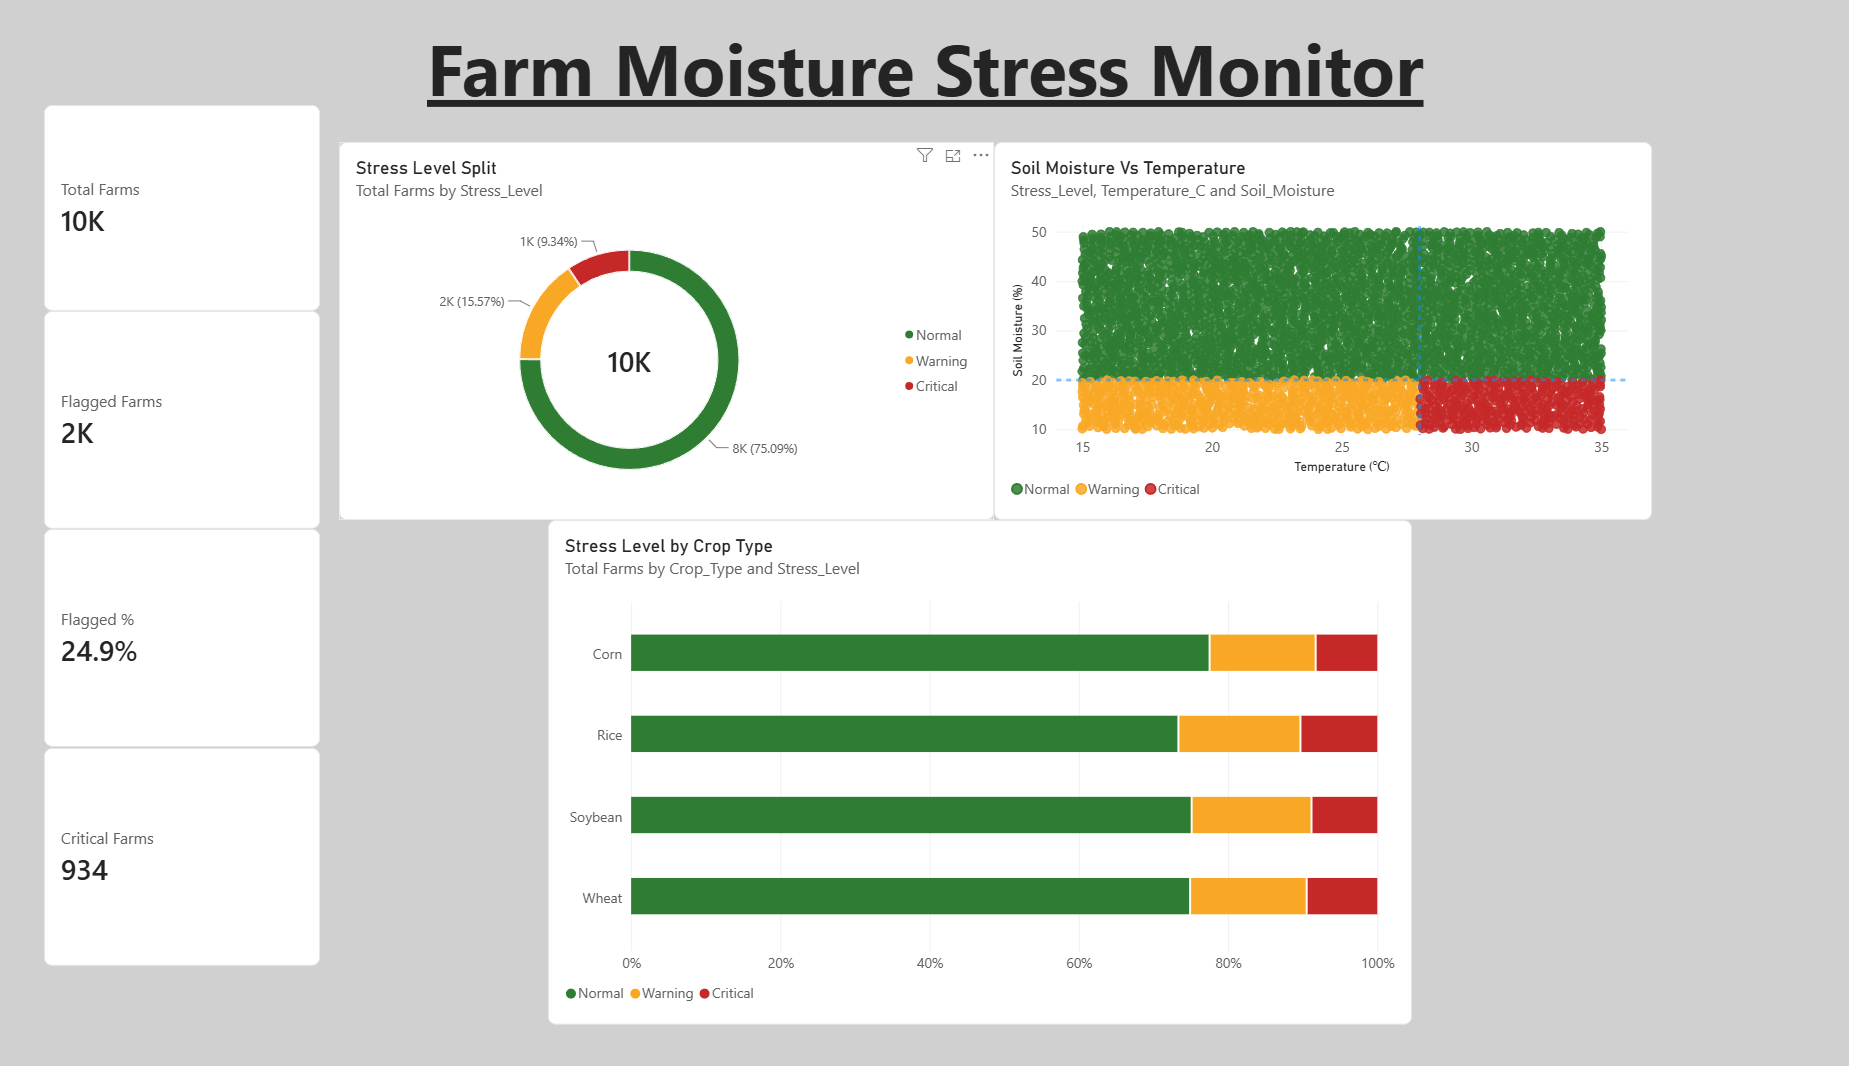 Farm Moisture Stress Monitor
Total Farms
10K
Flagged Farms
2K
Flagged %
24.9%
Critical Farms
934
Stress Level Split
Total Farms by Stress_Level
1K (9.34%)
2K (15.57%)
10K
8K (75.09%)
Normal
Warning
Critical
Soil Moisture Vs Temperature
Stress_Level, Temperature_C and Soil_Moisture
Soil Moisture (%)
50
40
30
20
10
15 20 25 30 35
Temperature (°C)
Normal Warning Critical
Stress Level by Crop Type
Total Farms by Crop_Type and Stress_Level
Corn
Rice
Soybean
Wheat
0% 20% 40% 60% 80% 100%
Normal Warning Critical